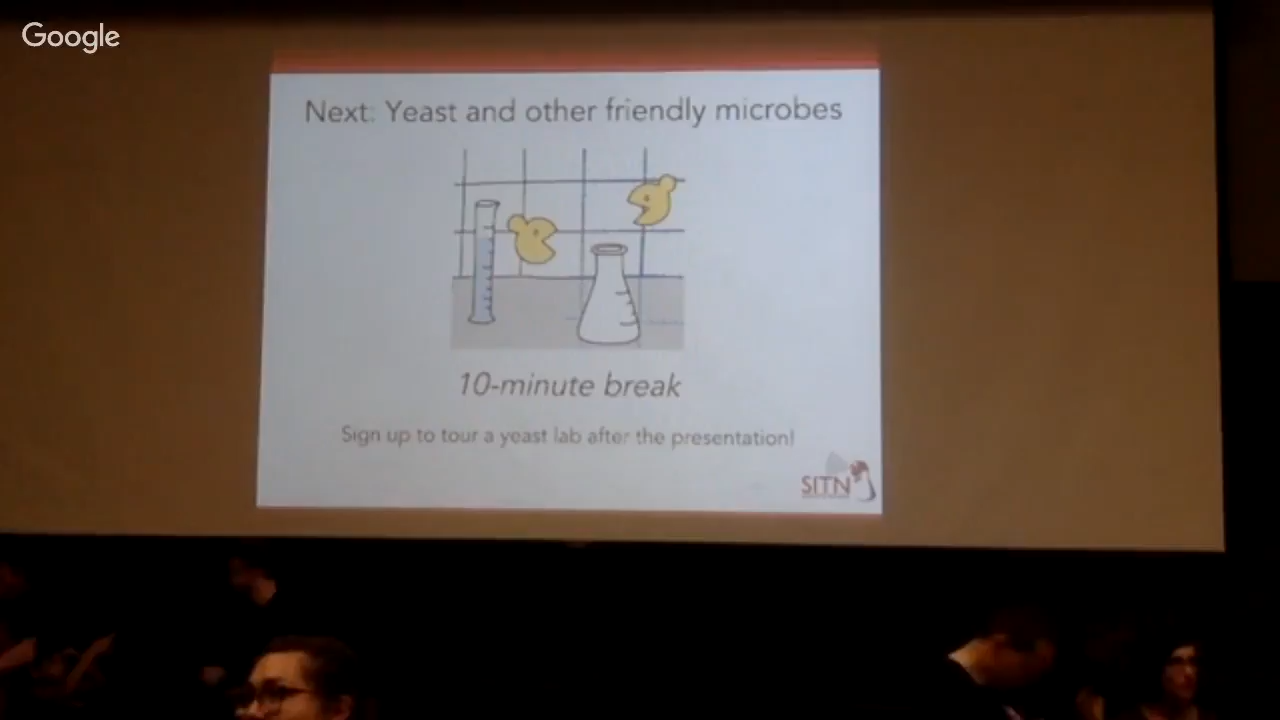 Google
Next: Yeast and other friendly microbes
10-minute break
Sign up to tour a yeast lab after the presentation!
SITN